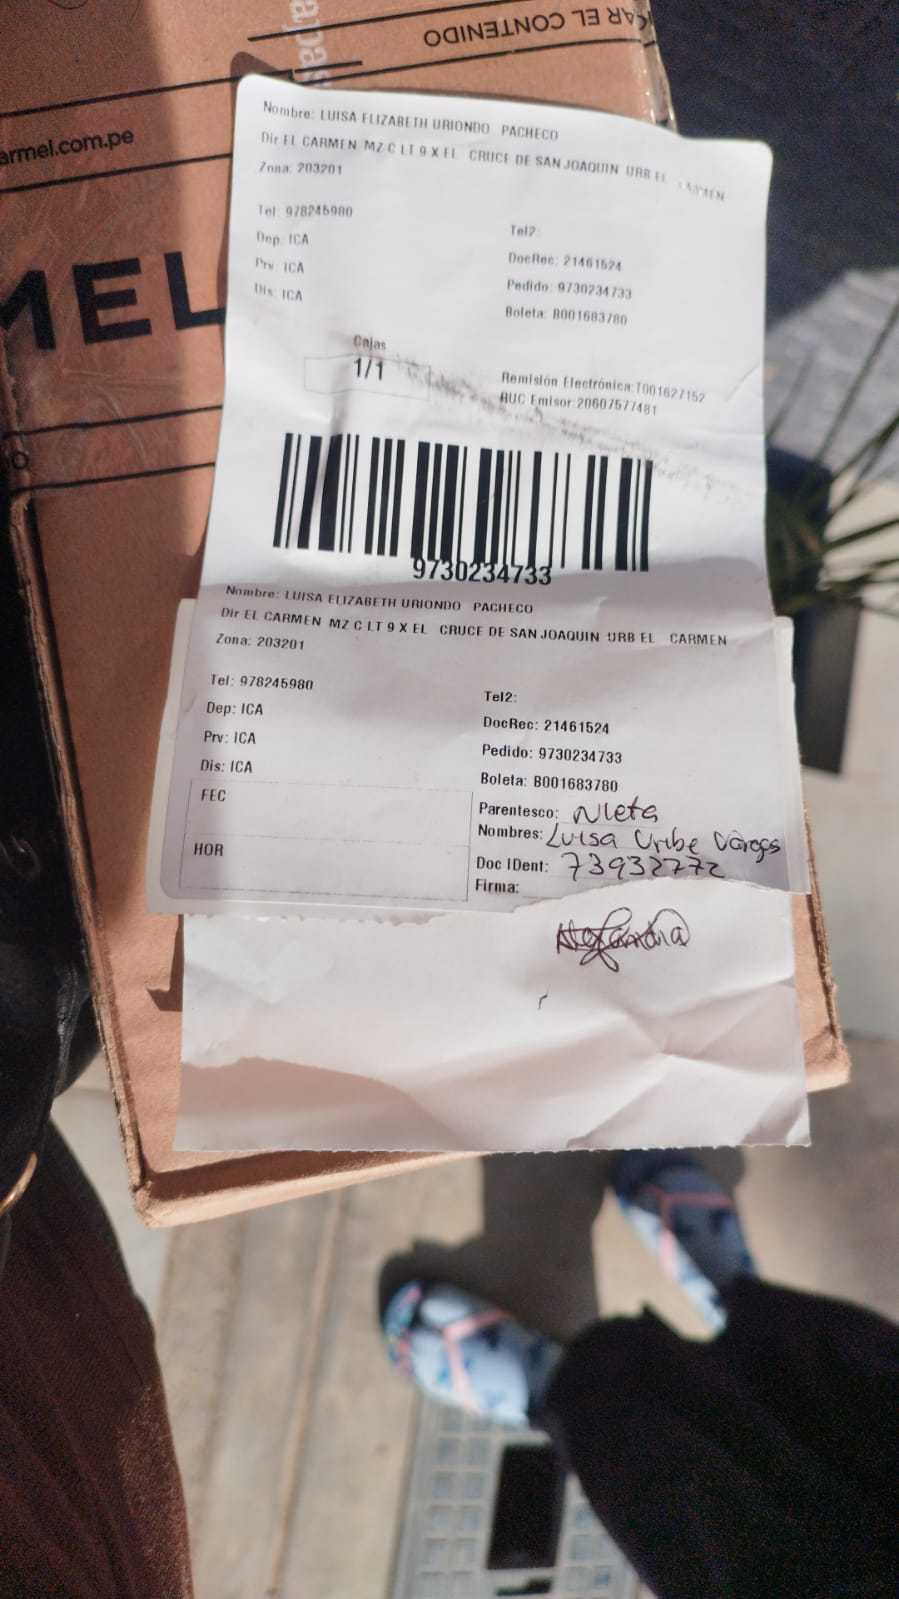 CAR EL CONTENIDO
armel.com.pe
MEL
Nombre: LUISA ELIZABETH URIONDO PACHECO
Dir EL CARMEN MZ C LT 9 X EL CRUCE DE SAN JOAQUIN URB EL CARMEN
Zona: 203201
Tel: 978245980
Tel2:
Dep: ICA
DocRec: 21461524
Prv: ICA
Pedido: 9730234733
Dis: ICA
Boleta: B001683780
Cajas
1/1
Remisión Electrónica:T001627152
RUC Emisor:20607577481
9730234733
Nombre: LUISA ELIZABETH URIONDO PACHECO
Dir EL CARMEN MZ C LT 9 X EL CRUCE DE SAN JOAQUIN URB EL CARMEN
Zona: 203201
Tel: 978245980
Tel2:
Dep: ICA
DocRec: 21461524
Prv: ICA
Pedido: 9730234733
Dis: ICA
Boleta: B001683780
FEC
Parentesco: Nieta
Nombres: Luisa Uribe Vargas
HOR
Doc IDent: 73932772
Firma: